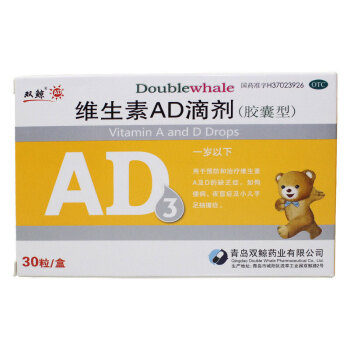 双鲸
AD
国药准字H37023926
OTC
Doublewhale
维生素AD滴剂(胶囊型)
Vitamin A and D Drops
一岁以下
用于预防和治疗维生素
A及D的缺乏症。如佝
偻病、夜盲症及小儿手
足抽搐症。
AD3
30粒/盒
青岛双鲸药业有限公司
Qingdao Double Whale Pharmaceutical Co., Ltd